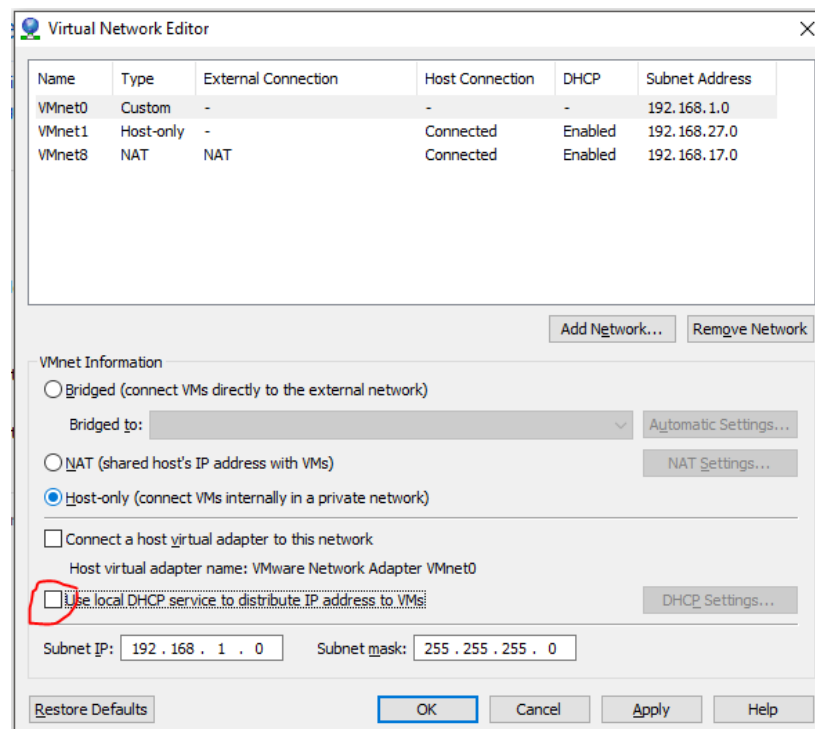 Virtual Network Editor
Name Type External Connection Host Connection DHCP Subnet Address
VMnet0 Custom - - - 192.168.1.0
VMnet1 Host-only - Connected Enabled 192.168.27.0
VMnet8 NAT NAT Connected Enabled 192.168.17.0
Add Network... Remove Network
VMnet Information
Bridged (connect VMs directly to the external network)
Bridged to: Automatic Settings...
NAT (shared host's IP address with VMs) NAT Settings...
Host-only (connect VMs internally in a private network)
Connect a host virtual adapter to this network
Host virtual adapter name: VMware Network Adapter VMnet0
Use local DHCP service to distribute IP address to VMs DHCP Settings...
Subnet IP: 192 . 168 . 1 . 0 Subnet mask: 255 . 255 . 255 . 0
Restore Defaults OK Cancel Apply Help